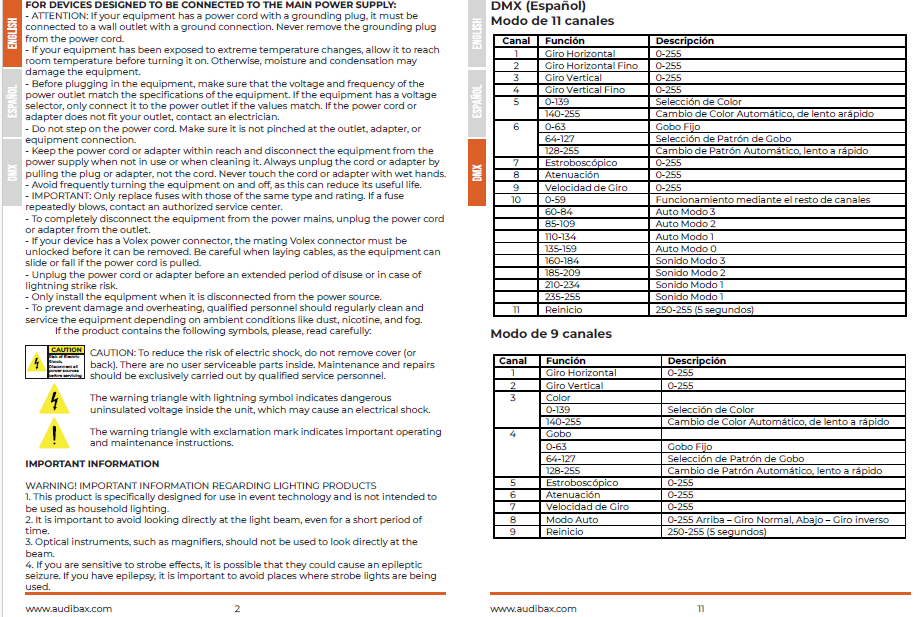 FOR DEVICES DESIGNED TO BE CONNECTED TO THE MAIN POWER SUPPLY:
- ATTENTION: If your equipment has a power cord with a grounding plug, it must be
connected to a wall outlet with a ground connection. Never remove the grounding plug
from the power cord.
- If your equipment has been exposed to extreme temperature changes, allow it to reach
room temperature before turning it on. Otherwise, moisture and condensation may
damage the equipment.
- Before plugging in the equipment, make sure that the voltage and frequency of the
power outlet match the specifications of the equipment. If the equipment has a voltage
selector, only connect it to the power outlet if the values match. If the power cord or
adapter does not fit your outlet, contact an electrician.
- Do not step on the power cord. Make sure it is not pinched at the outlet, adapter, or
equipment connection.
- Keep the power cord or adapter within reach and disconnect the equipment from the
power supply when not in use or when cleaning it. Always unplug the cord or adapter by
pulling the plug or adapter, not the cord. Never touch the cord or adapter with wet hands.
- Avoid frequently turning the equipment on and off, as this can reduce its useful life.
- IMPORTANT: Only replace fuses with those of the same type and rating. If a fuse
repeatedly blows, contact an authorized service center.
- To completely disconnect the equipment from the power mains, unplug the power cord
or adapter from the outlet.
- If your device has a Volex power connector, the mating Volex connector must be
unlocked before it can be removed. Be careful when laying cables, as the equipment can
slide or fall if the power cord is pulled.
- Unplug the power cord or adapter before an extended period of disuse or in case of
lightning strike risk.
- Only install the equipment when it is disconnected from the power source.
- To prevent damage and overheating, qualified personnel should regularly clean and
service the equipment depending on ambient conditions like dust, nicotine, and fog.
If the product contains the following symbols, please, read carefully:
CAUTION
Risk of Electric
Shock,
Disconnect all
power sources
before servicing
CAUTION: To reduce the risk of electric shock, do not remove cover (or
back). There are no user serviceable parts inside. Maintenance and repairs
should be exclusively carried out by qualified service personnel.
The warning triangle with lightning symbol indicates dangerous
uninsulated voltage inside the unit, which may cause an electrical shock.
The warning triangle with exclamation mark indicates important operating
and maintenance instructions.
IMPORTANT INFORMATION
WARNING! IMPORTANT INFORMATION REGARDING LIGHTING PRODUCTS
1. This product is specifically designed for use in event technology and is not intended to
be used as household lighting.
2. It is important to avoid looking directly at the light beam, even for a short period of
time.
3. Optical instruments, such as magnifiers, should not be used to look directly at the
beam.
4. If you are sensitive to strobe effects, it is possible that they could cause an epileptic
seizure. If you have epilepsy, it is important to avoid places where strobe lights are being
used.
www.audibax.com 2
ENGLISH
ESPAÑOL
DMX
ENGLISH
ESPAÑOL
DMX
DMX (Español)
Modo de 11 canales
Canal Función Descripción
1 Giro Horizontal 0-255
2 Giro Horizontal Fino 0-255
3 Giro Vertical 0-255
4 Giro Vertical Fino 0-255
5 0-139 Selección de Color
140-255 Cambio de Color Automático, de lento arápido
6 0-63 Gobo Fijo
64-127 Selección de Patrón de Gobo
128-255 Cambio de Patrón Automático, lento a rápido
7 Estroboscópico 0-255
8 Atenuación 0-255
9 Velocidad de Giro 0-255
10 0-59 Funcionamiento mediante el resto de canales
60-84 Auto Modo 3
85-109 Auto Modo 2
110-134 Auto Modo 1
135-159 Auto Modo 0
160-184 Sonido Modo 3
185-209 Sonido Modo 2
210-234 Sonido Modo 1
235-255 Sonido Modo 1
11 Reinicio 250-255 (5 segundos)
Modo de 9 canales
Canal Función Descripción
1 Giro Horizontal 0-255
2 Giro Vertical 0-255
3 Color
0-139 Selección de Color
140-255 Cambio de Color Automático, de lento a rápido
4 Gobo
0-63 Gobo Fijo
64-127 Selección de Patrón de Gobo
128-255 Cambio de Patrón Automático, lento a rápido
5 Estroboscópico 0-255
6 Atenuación 0-255
7 Velocidad de Giro 0-255
8 Modo Auto 0-255 Arriba – Giro Normal, Abajo – Giro inverso
9 Reinicio 250-255 (5 segundos)
www.audibax.com 11